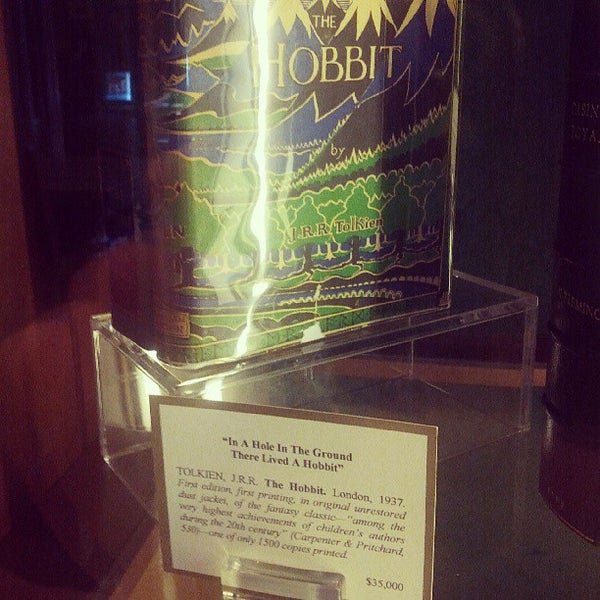 THE
HOBBIT
by
J.R.R. Tolkien
"In A Hole In The Ground
There Lived A Hobbit"
TOLKIEN, J.R.R. The Hobbit. London, 1937.
First edition, first printing, in original unrestored
dust jacket, of the fantasy classic—"among the
very highest achievements of children's authors
during the 20th century" (Carpenter & Pritchard,
530)—one of only 1500 copies printed.
$35,000